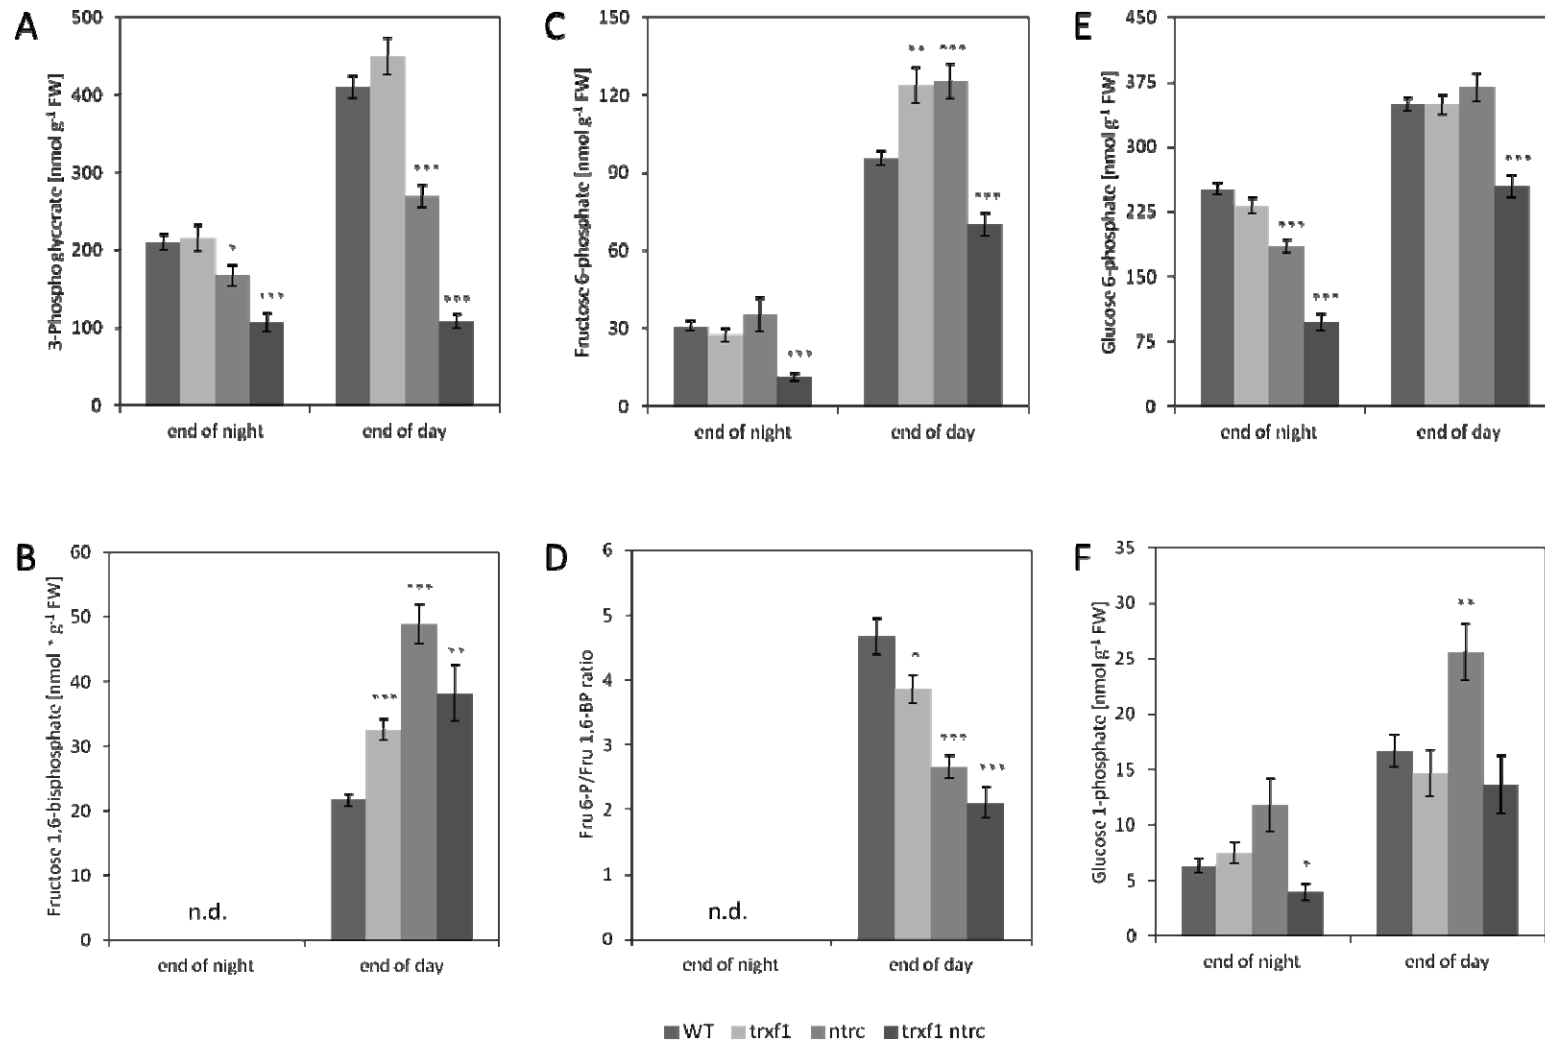 A
3-Phosphoglycerate [nmol g-1 FW]
500
400
300
200
100
0
*
***
***
***
end of night
end of day
C
Fructose 6-phosphate [nmol g-1 FW]
150
120
90
60
30
0
***
**
***
***
end of night
end of day
E
Glucose 6-phosphate [nmol g-1 FW]
450
375
300
225
150
75
0
***
***
***
end of night
end of day
B
Fructose 1,6-bisphosphate [nmol * g-1 FW]
60
50
40
30
20
10
0
n.d.
***
***
**
end of night
end of day
D
Fru 6-P/Fru 1,6-BP ratio
6
5
4
3
2
1
0
n.d.
*
***
***
end of night
end of day
F
Glucose 1-phosphate [nmol g-1 FW]
35
30
25
20
15
10
5
0
*
**
end of night
end of day
WT trxf1 ntrc trxf1 ntrc